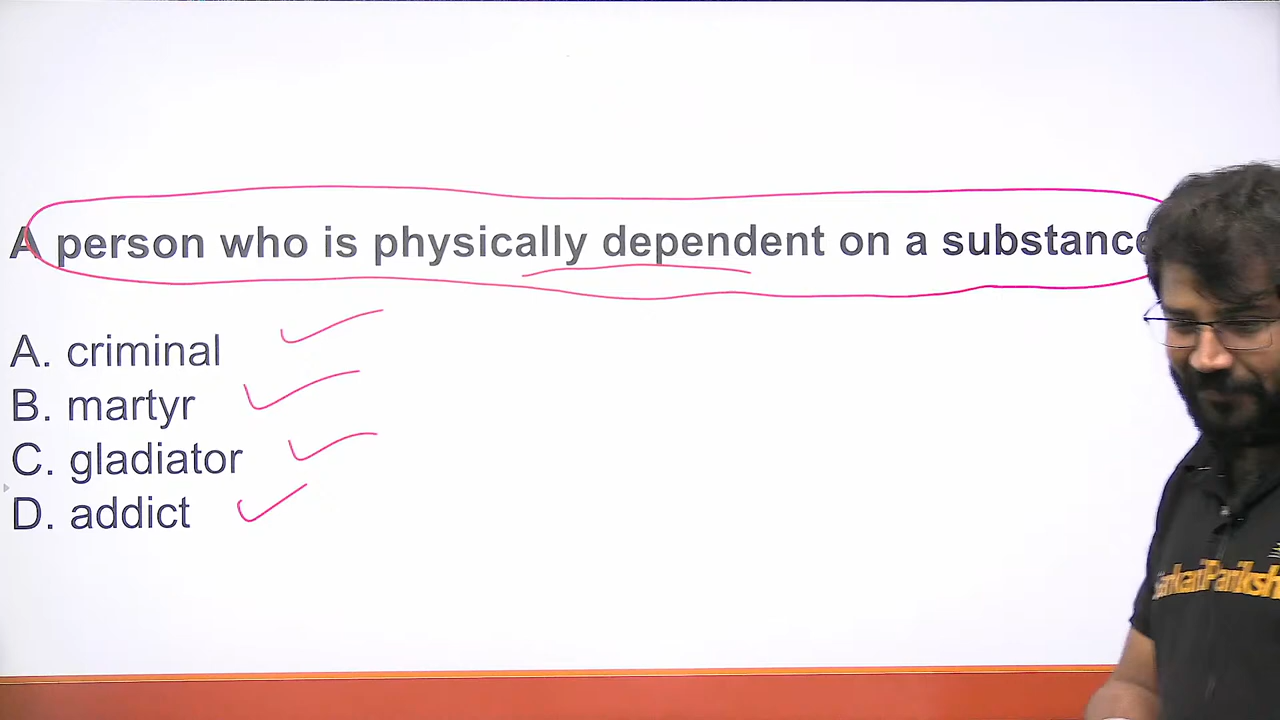 A person who is physically dependent on a substance
A. criminal
B. martyr
C. gladiator
D. addict